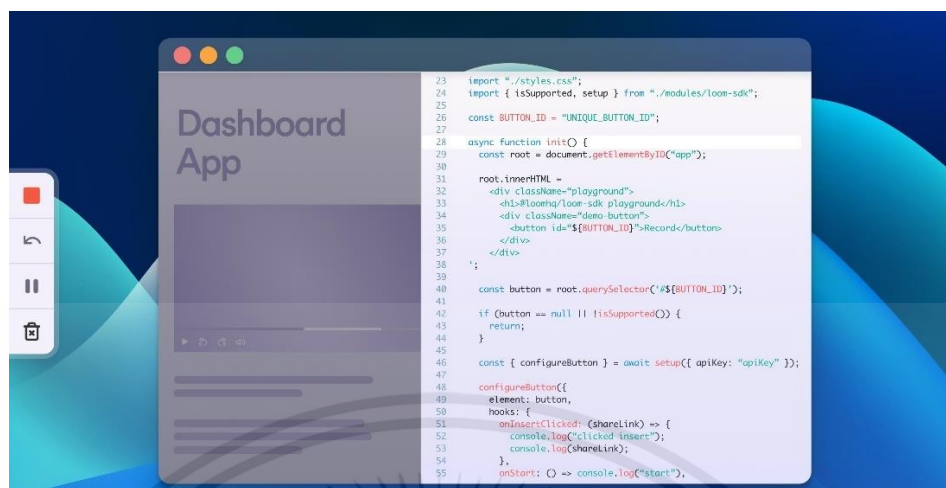 Dashboard
App
23 import "./styles.css";
24 import { isSupported, setup } from "./modules/loom-sdk";
25
26 const BUTTON_ID = "UNIQUE_BUTTON_ID";
27
28 async function init() {
29 const root = document.getElementByID("app");
30
31 root.innerHTML =
32 <div className="playground">
33 <h1>#loomhq/loom-sdk playground</h1>
34 <div className="demo-button">
35 <button id="${BUTTON_ID}">Record</button>
36 </div>
37 </div>
38 ';
39
40 const button = root.querySelector('#${BUTTON_ID}');
41
42 if (button == null || !isSupported()) {
43 return;
44 }
45
46 const { configureButton } = await setup({ apiKey: "apiKey" });
47
48 configureButton({
49 element: button,
50 hooks: {
51 onInsertClicked: (shareLink) => {
52 console.log("clicked insert");
53 console.log(shareLink);
54 },
55 onStart: () => console.log("start"),